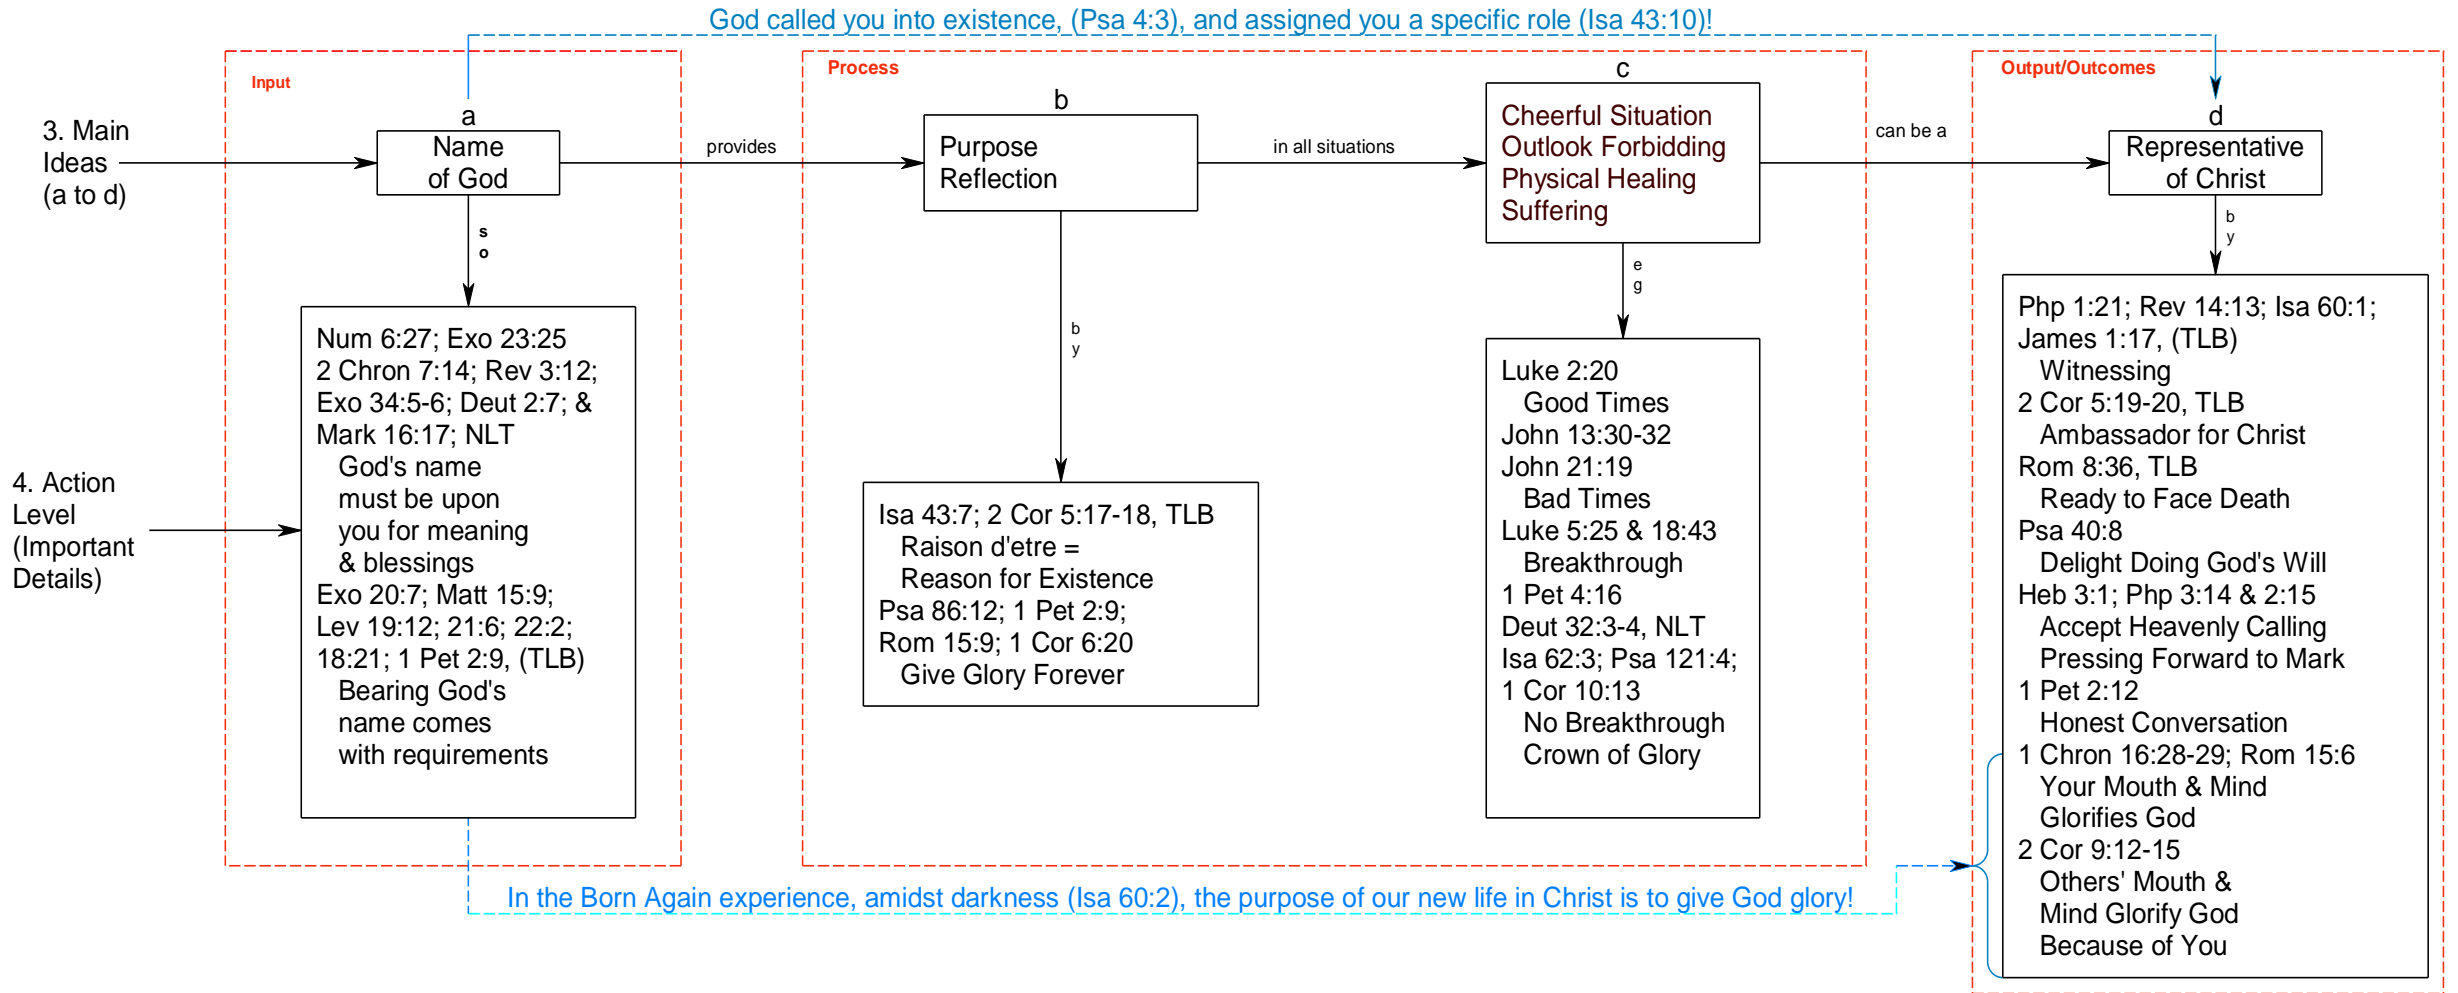 God called you into existence, (Psa 4:3), and assigned you a specific role (Isa 43:10)!
Input
Process
Output/Outcomes
3. Main
Ideas
(a to d)
a
Name
of God
provides
b
Purpose
Reflection
in all situations
c
Cheerful Situation
Outlook Forbidding
Physical Healing
Suffering
can be a
d
Representative
of Christ
s
o
b
y
e
g
b
y
4. Action
Level
(Important
Details)
Num 6:27; Exo 23:25
2 Chron 7:14; Rev 3:12;
Exo 34:5-6; Deut 2:7; &
Mark 16:17; NLT
God's name
must be upon
you for meaning
& blessings
Exo 20:7; Matt 15:9;
Lev 19:12; 21:6; 22:2;
18:21; 1 Pet 2:9, (TLB)
Bearing God's
name comes
with requirements
Isa 43:7; 2 Cor 5:17-18, TLB
Raison d'etre =
Reason for Existence
Psa 86:12; 1 Pet 2:9;
Rom 15:9; 1 Cor 6:20
Give Glory Forever
Luke 2:20
Good Times
John 13:30-32
John 21:19
Bad Times
Luke 5:25 & 18:43
Breakthrough
1 Pet 4:16
Deut 32:3-4, NLT
Isa 62:3; Psa 121:4;
1 Cor 10:13
No Breakthrough
Crown of Glory
Php 1:21; Rev 14:13; Isa 60:1;
James 1:17, (TLB)
Witnessing
2 Cor 5:19-20, TLB
Ambassador for Christ
Rom 8:36, TLB
Ready to Face Death
Psa 40:8
Delight Doing God's Will
Heb 3:1; Php 3:14 & 2:15
Accept Heavenly Calling
Pressing Forward to Mark
1 Pet 2:12
Honest Conversation
1 Chron 16:28-29; Rom 15:6
Your Mouth & Mind
Glorifies God
2 Cor 9:12-15
Others' Mouth &
Mind Glorify God
Because of You
In the Born Again experience, amidst darkness (Isa 60:2), the purpose of our new life in Christ is to give God glory!